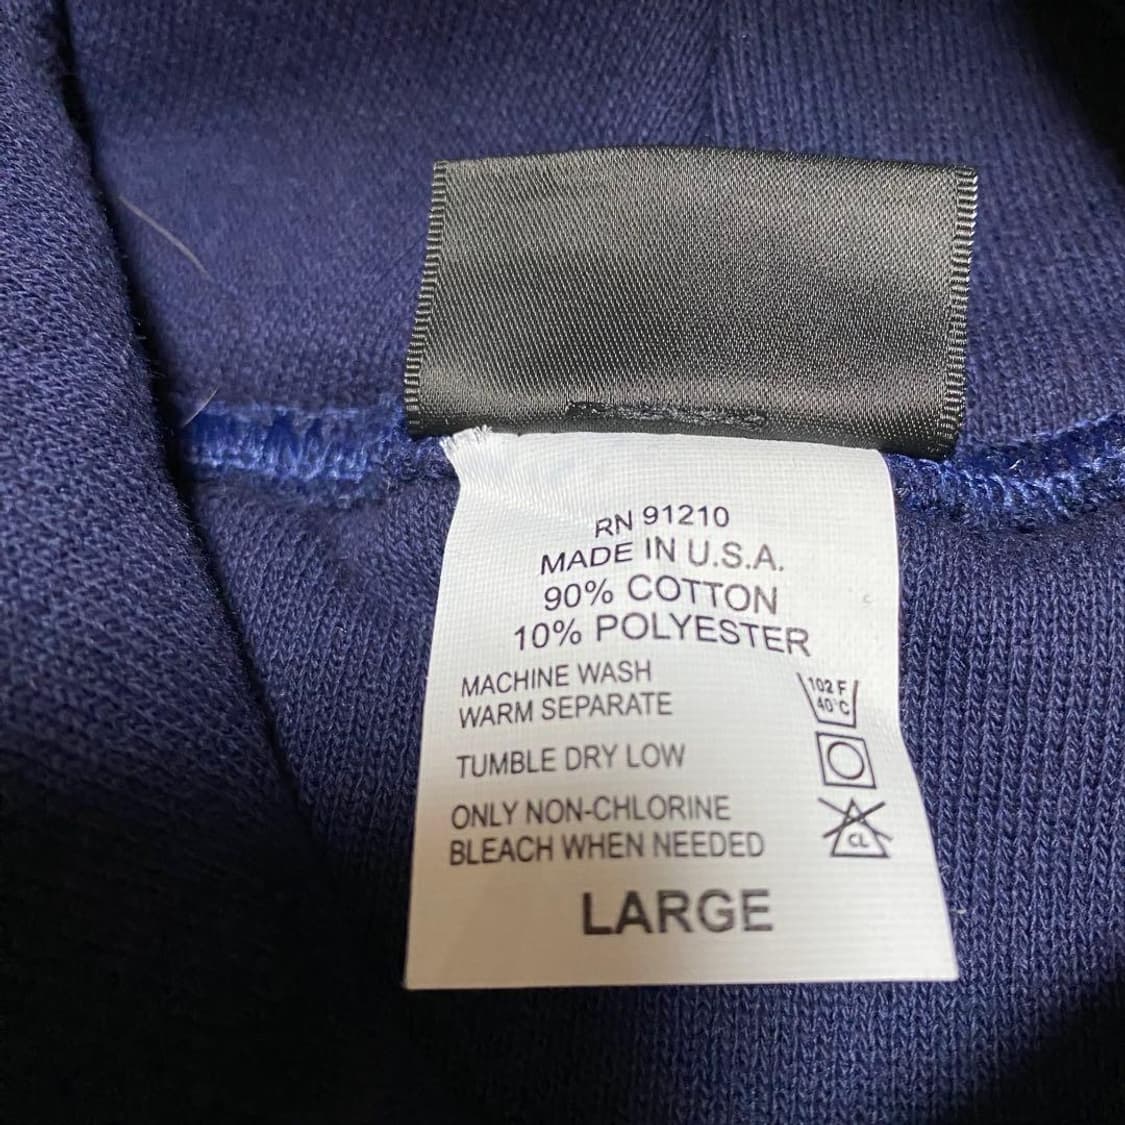 RN 91210
MADE IN U.S.A.
90% COTTON
10% POLYESTER
MACHINE WASH
WARM SEPARATE
102 F
40°C
TUMBLE DRY LOW
ONLY NON-CHLORINE
BLEACH WHEN NEEDED
CL
LARGE